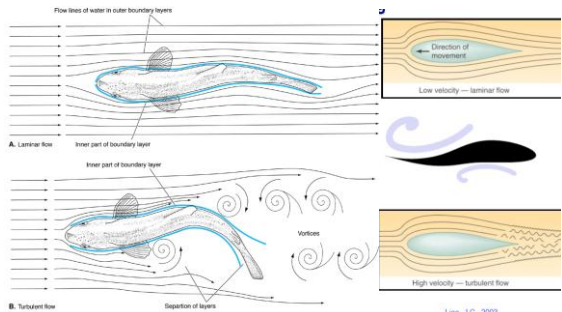 Flow lines of water in outer boundary layers
A. Laminar flow
Inner part of boundary layer
Inner part of boundary layer
Vortices
B. Turbulent flow
Separtion of layers
Direction of
movement
Low velocity — laminar flow
High velocity — turbulent flow